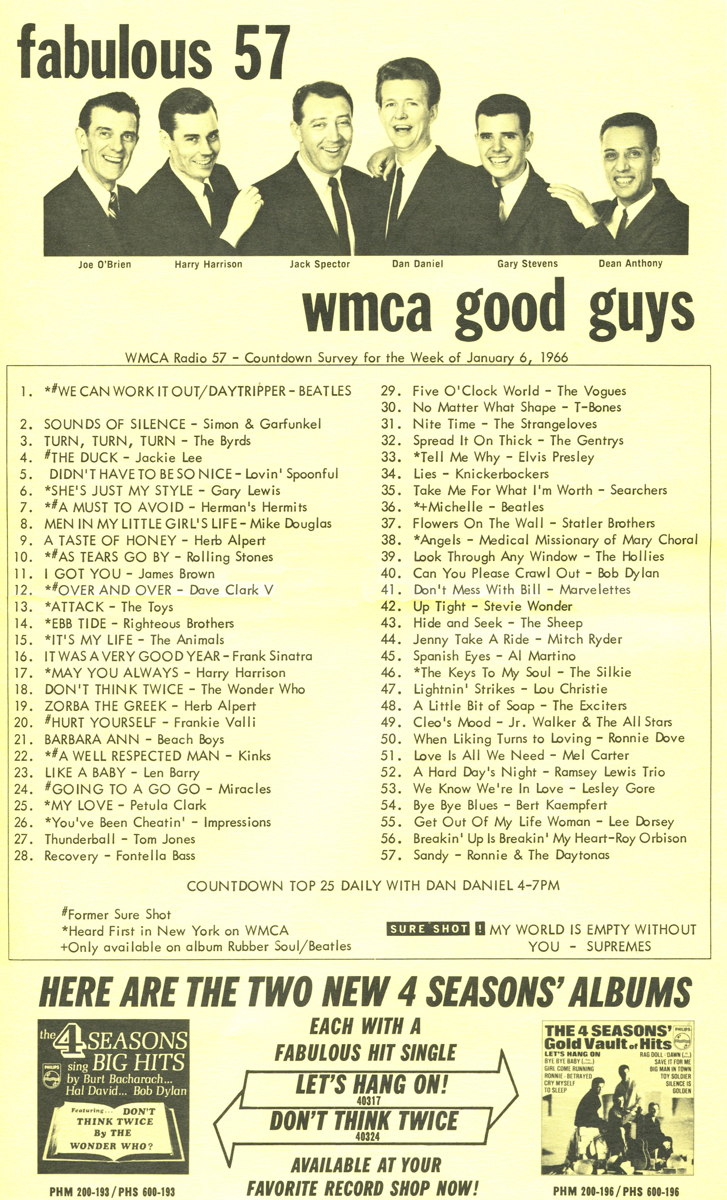 fabulous 57
Joe O'Brien
Harry Harrison
Jack Spector
Dan Daniel
Gary Stevens
Dean Anthony
wmca good guys
WMCA Radio 57 – Countdown Survey for the Week of January 6, 1966
1. *#WE CAN WORK IT OUT/DAYTRIPPER – BEATLES
2. SOUNDS OF SILENCE – Simon & Garfunkel
3. TURN, TURN, TURN – The Byrds
4. #THE DUCK – Jackie Lee
5. DIDN'T HAVE TO BE SO NICE – Lovin' Spoonful
6. *SHE'S JUST MY STYLE – Gary Lewis
7. *#A MUST TO AVOID – Herman's Hermits
8. MEN IN MY LITTLE GIRL'S LIFE – Mike Douglas
9. A TASTE OF HONEY – Herb Alpert
10. *#AS TEARS GO BY – Rolling Stones
11. I GOT YOU – James Brown
12. *#OVER AND OVER – Dave Clark V
13. *ATTACK – The Toys
14. *EBB TIDE – Righteous Brothers
15. *IT'S MY LIFE – The Animals
16. IT WAS A VERY GOOD YEAR – Frank Sinatra
17. *MAY YOU ALWAYS – Harry Harrison
18. DON'T THINK TWICE – The Wonder Who
19. ZORBA THE GREEK – Herb Alpert
20. #HURT YOURSELF – Frankie Valli
21. BARBARA ANN – Beach Boys
22. *#A WELL RESPECTED MAN – Kinks
23. LIKE A BABY – Len Barry
24. #GOING TO A GO GO – Miracles
25. *MY LOVE – Petula Clark
26. *You've Been Cheatin' – Impressions
27. Thunderball – Tom Jones
28. Recovery – Fontella Bass
29. Five O'Clock World – The Vogues
30. No Matter What Shape – T-Bones
31. Nite Time – The Strangeloves
32. Spread It On Thick – The Gentrys
33. *Tell Me Why – Elvis Presley
34. Lies – Knickerbockers
35. Take Me For What I'm Worth – Searchers
36. *+Michelle – Beatles
37. Flowers On The Wall – Statler Brothers
38. *Angels – Medical Missionary of Mary Choral
39. Look Through Any Window – The Hollies
40. Can You Please Crawl Out – Bob Dylan
41. Don't Mess With Bill – Marvelettes
42. Up Tight – Stevie Wonder
43. Hide and Seek – The Sheep
44. Jenny Take A Ride – Mitch Ryder
45. Spanish Eyes – Al Martino
46. *The Keys To My Soul – The Silkie
47. Lightnin' Strikes – Lou Christie
48. A Little Bit of Soap – The Exciters
49. Cleo's Mood – Jr. Walker & The All Stars
50. When Liking Turns to Loving – Ronnie Dove
51. Love Is All We Need – Mel Carter
52. A Hard Day's Night – Ramsey Lewis Trio
53. We Know We're In Love – Lesley Gore
54. Bye Bye Blues – Bert Kaempfert
55. Get Out Of My Life Woman – Lee Dorsey
56. Breakin' Up Is Breakin' My Heart–Roy Orbison
57. Sandy – Ronnie & The Daytonas
COUNTDOWN TOP 25 DAILY WITH DAN DANIEL 4-7PM
#Former Sure Shot
*Heard First in New York on WMCA
+Only available on album Rubber Soul/Beatles
SURE SHOT ! MY WORLD IS EMPTY WITHOUT
YOU – SUPREMES
HERE ARE THE TWO NEW 4 SEASONS' ALBUMS
the 4 SEASONS
sing BIG HITS
by Burt Bacharach...
Hal David... Bob Dylan
PHILIPS
Featuring... DON'T
THINK TWICE
By THE
WONDER WHO?
PHM 200-193 / PHS 600-193
EACH WITH A
FABULOUS HIT SINGLE
LET'S HANG ON!
40317
DON'T THINK TWICE
40324
AVAILABLE AT YOUR
FAVORITE RECORD SHOP NOW!
THE 4 SEASONS'
Gold Vault of Hits
PHILIPS
LET'S HANG ON
BYE BYE BABY
GIRL COME RUNNING
RONNIE · BETRAYED
CRY MYSELF
TO SLEEP
RAG DOLL · DAWN
SAVE IT FOR ME
BIG MAN IN TOWN
TOY SOLDIER
SILENCE IS
GOLDEN
PHM 200-196 / PHS 600-196